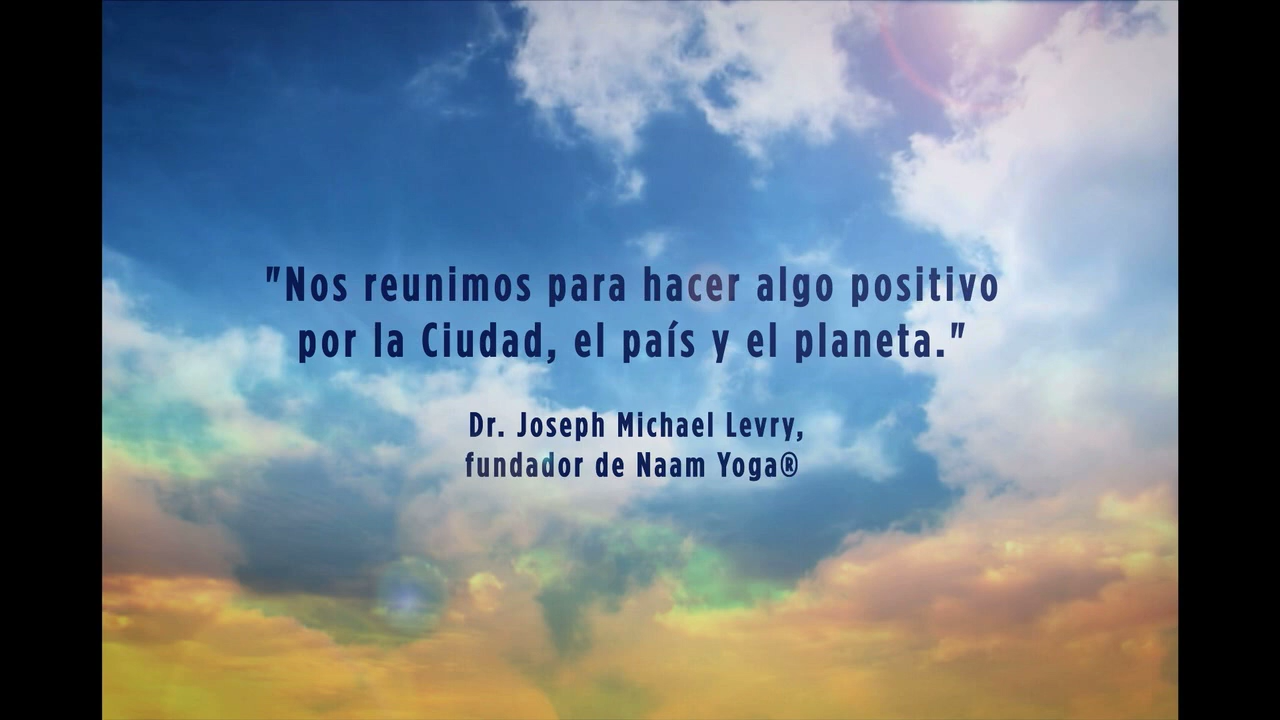 "Nos reunimos para hacer algo positivo
por la Ciudad, el país y el planeta."
Dr. Joseph Michael Levry,
fundador de Naam Yoga®